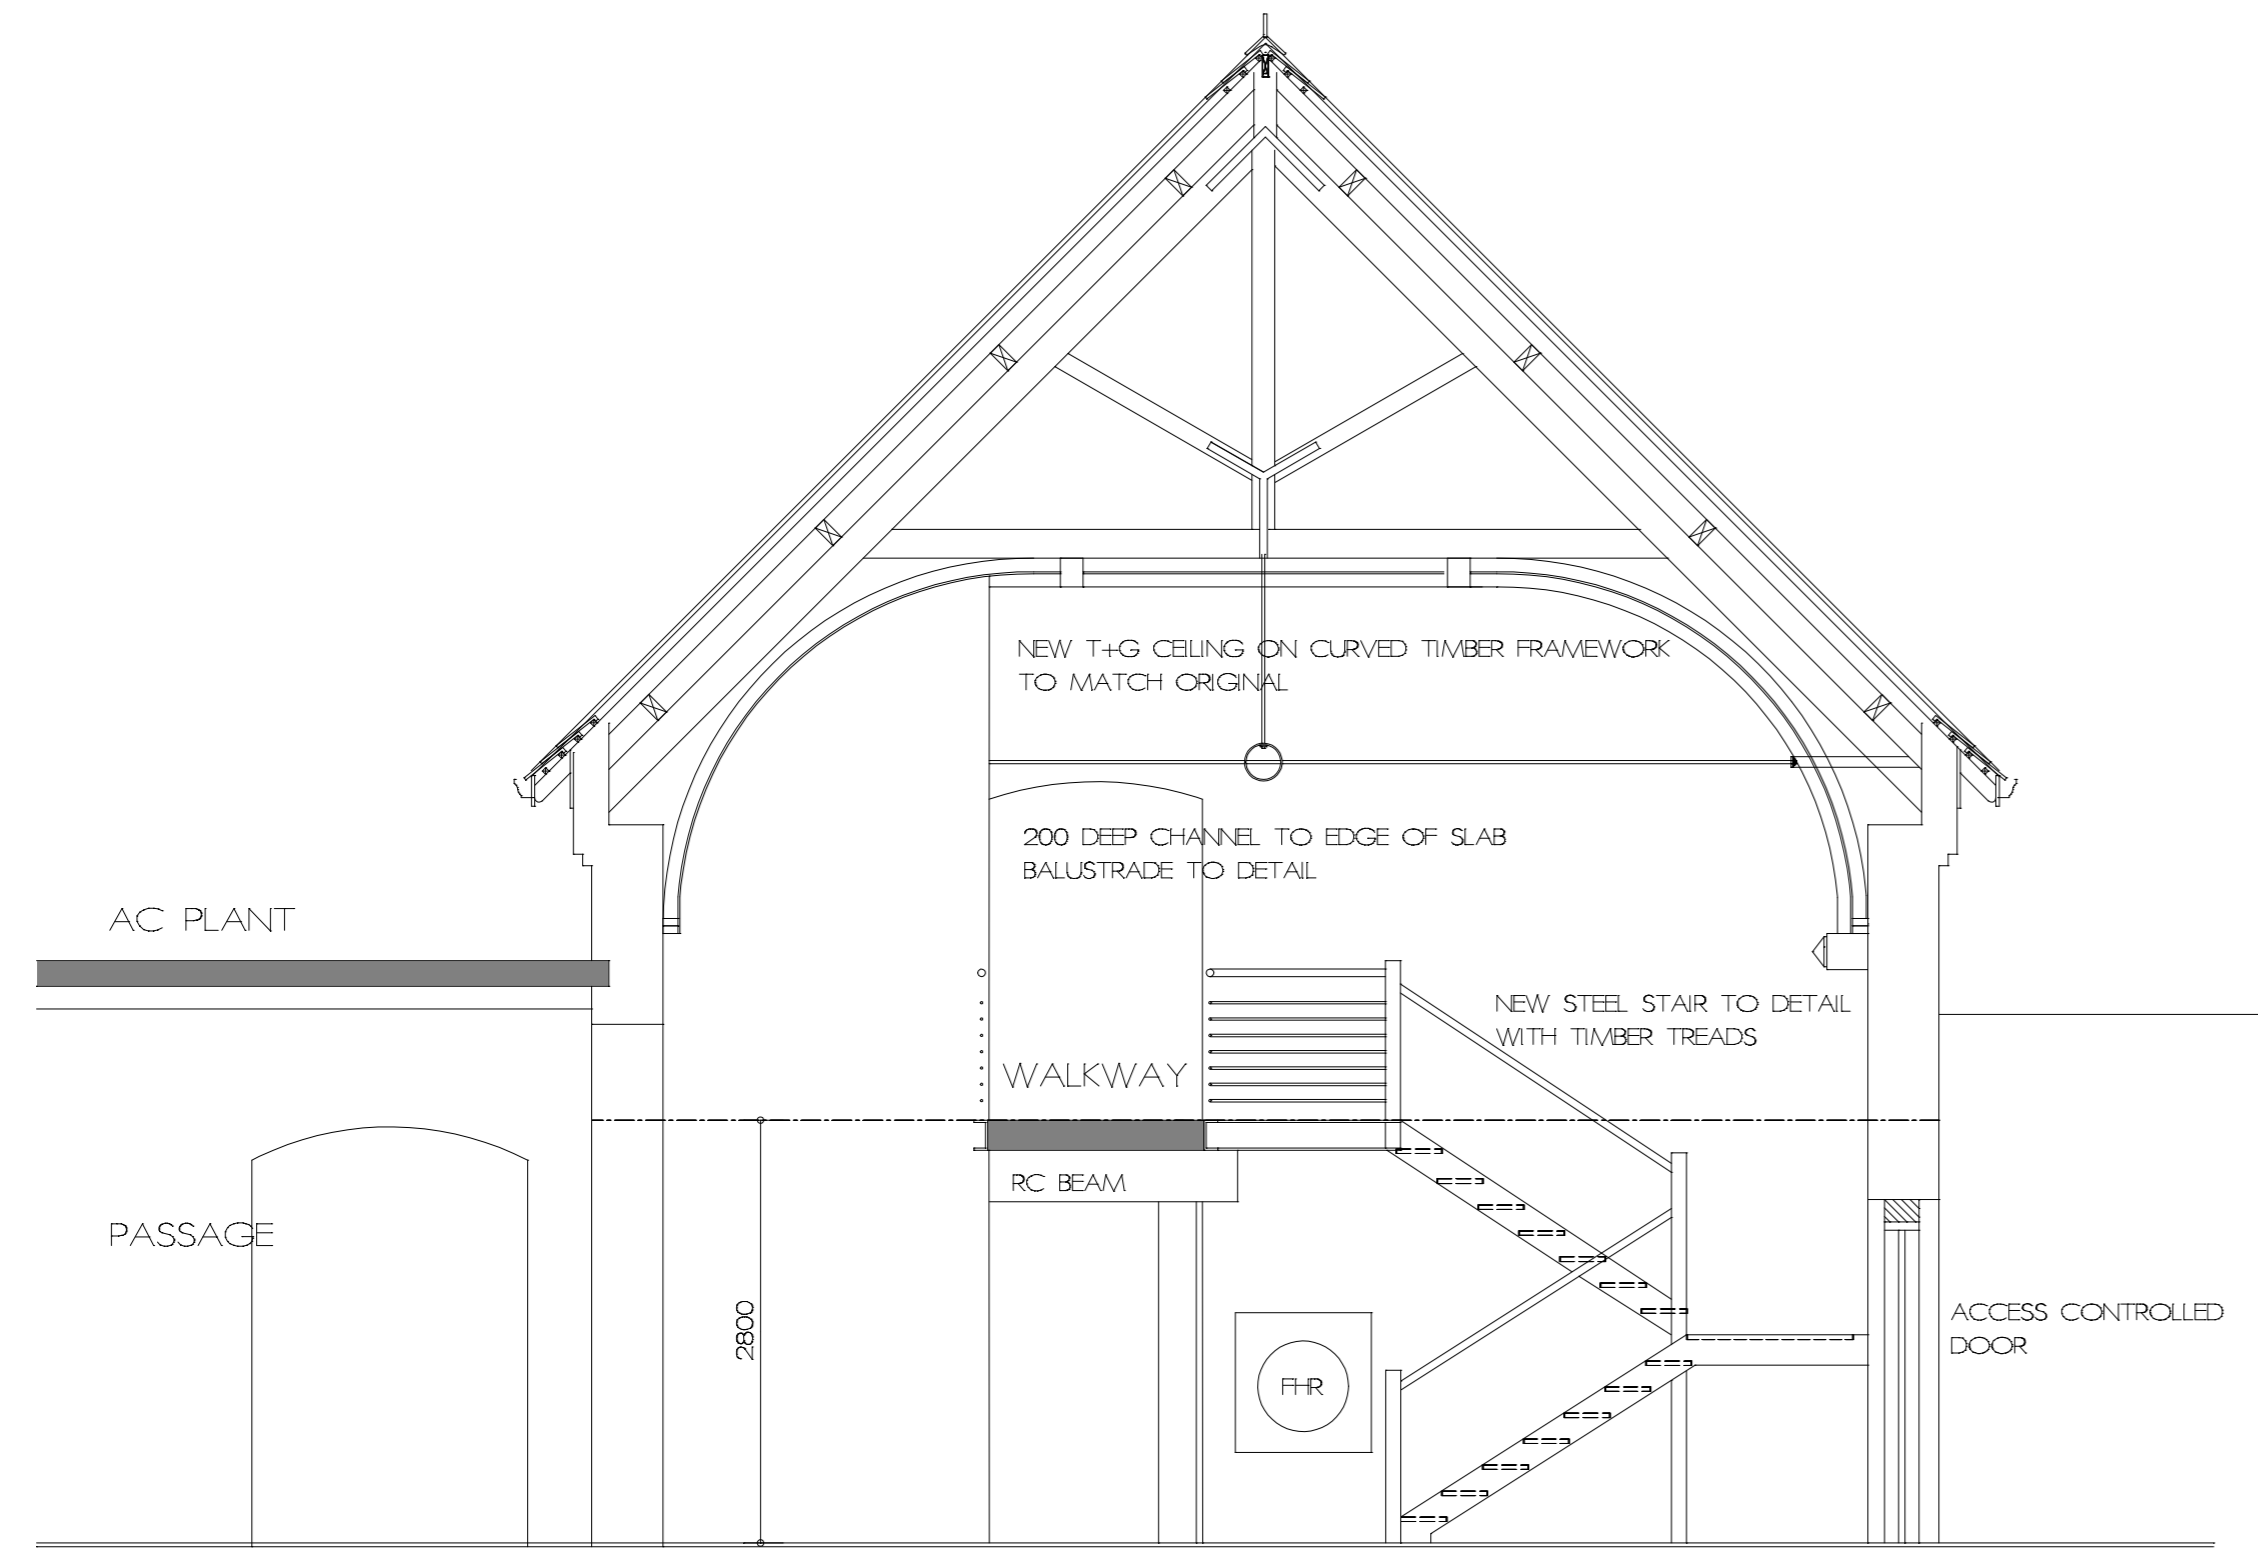 NEW T+G CEILING ON CURVED TIMBER FRAMEWORK
TO MATCH ORIGINAL
200 DEEP CHANNEL TO EDGE OF SLAB
BALUSTRADE TO DETAIL
AC PLANT
NEW STEEL STAIR TO DETAIL
WITH TIMBER TREADS
WALKWAY
RC BEAM
PASSAGE
2800
ACCESS CONTROLLED
DOOR
FHR